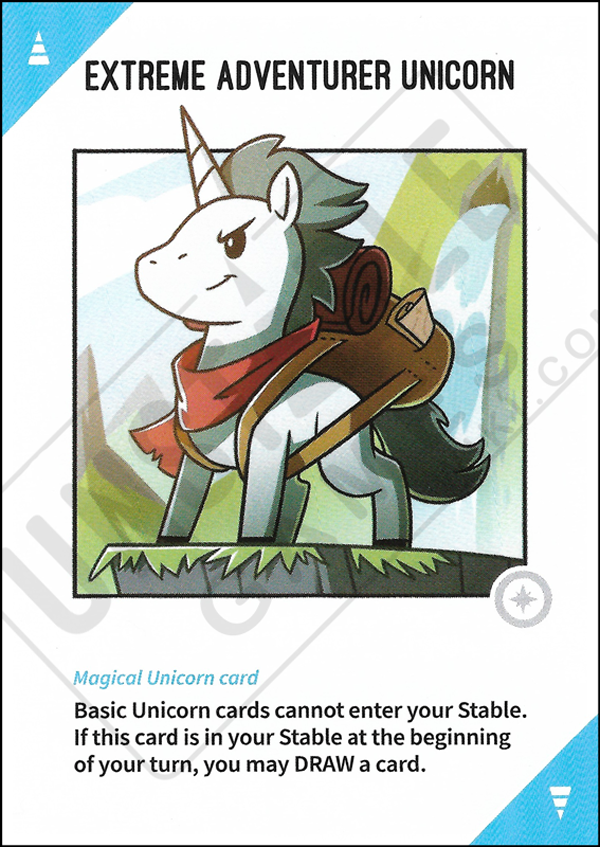 EXTREME ADVENTURER UNICORN
Magical Unicorn card
Basic Unicorn cards cannot enter your Stable.
If this card is in your Stable at the beginning
of your turn, you may DRAW a card.